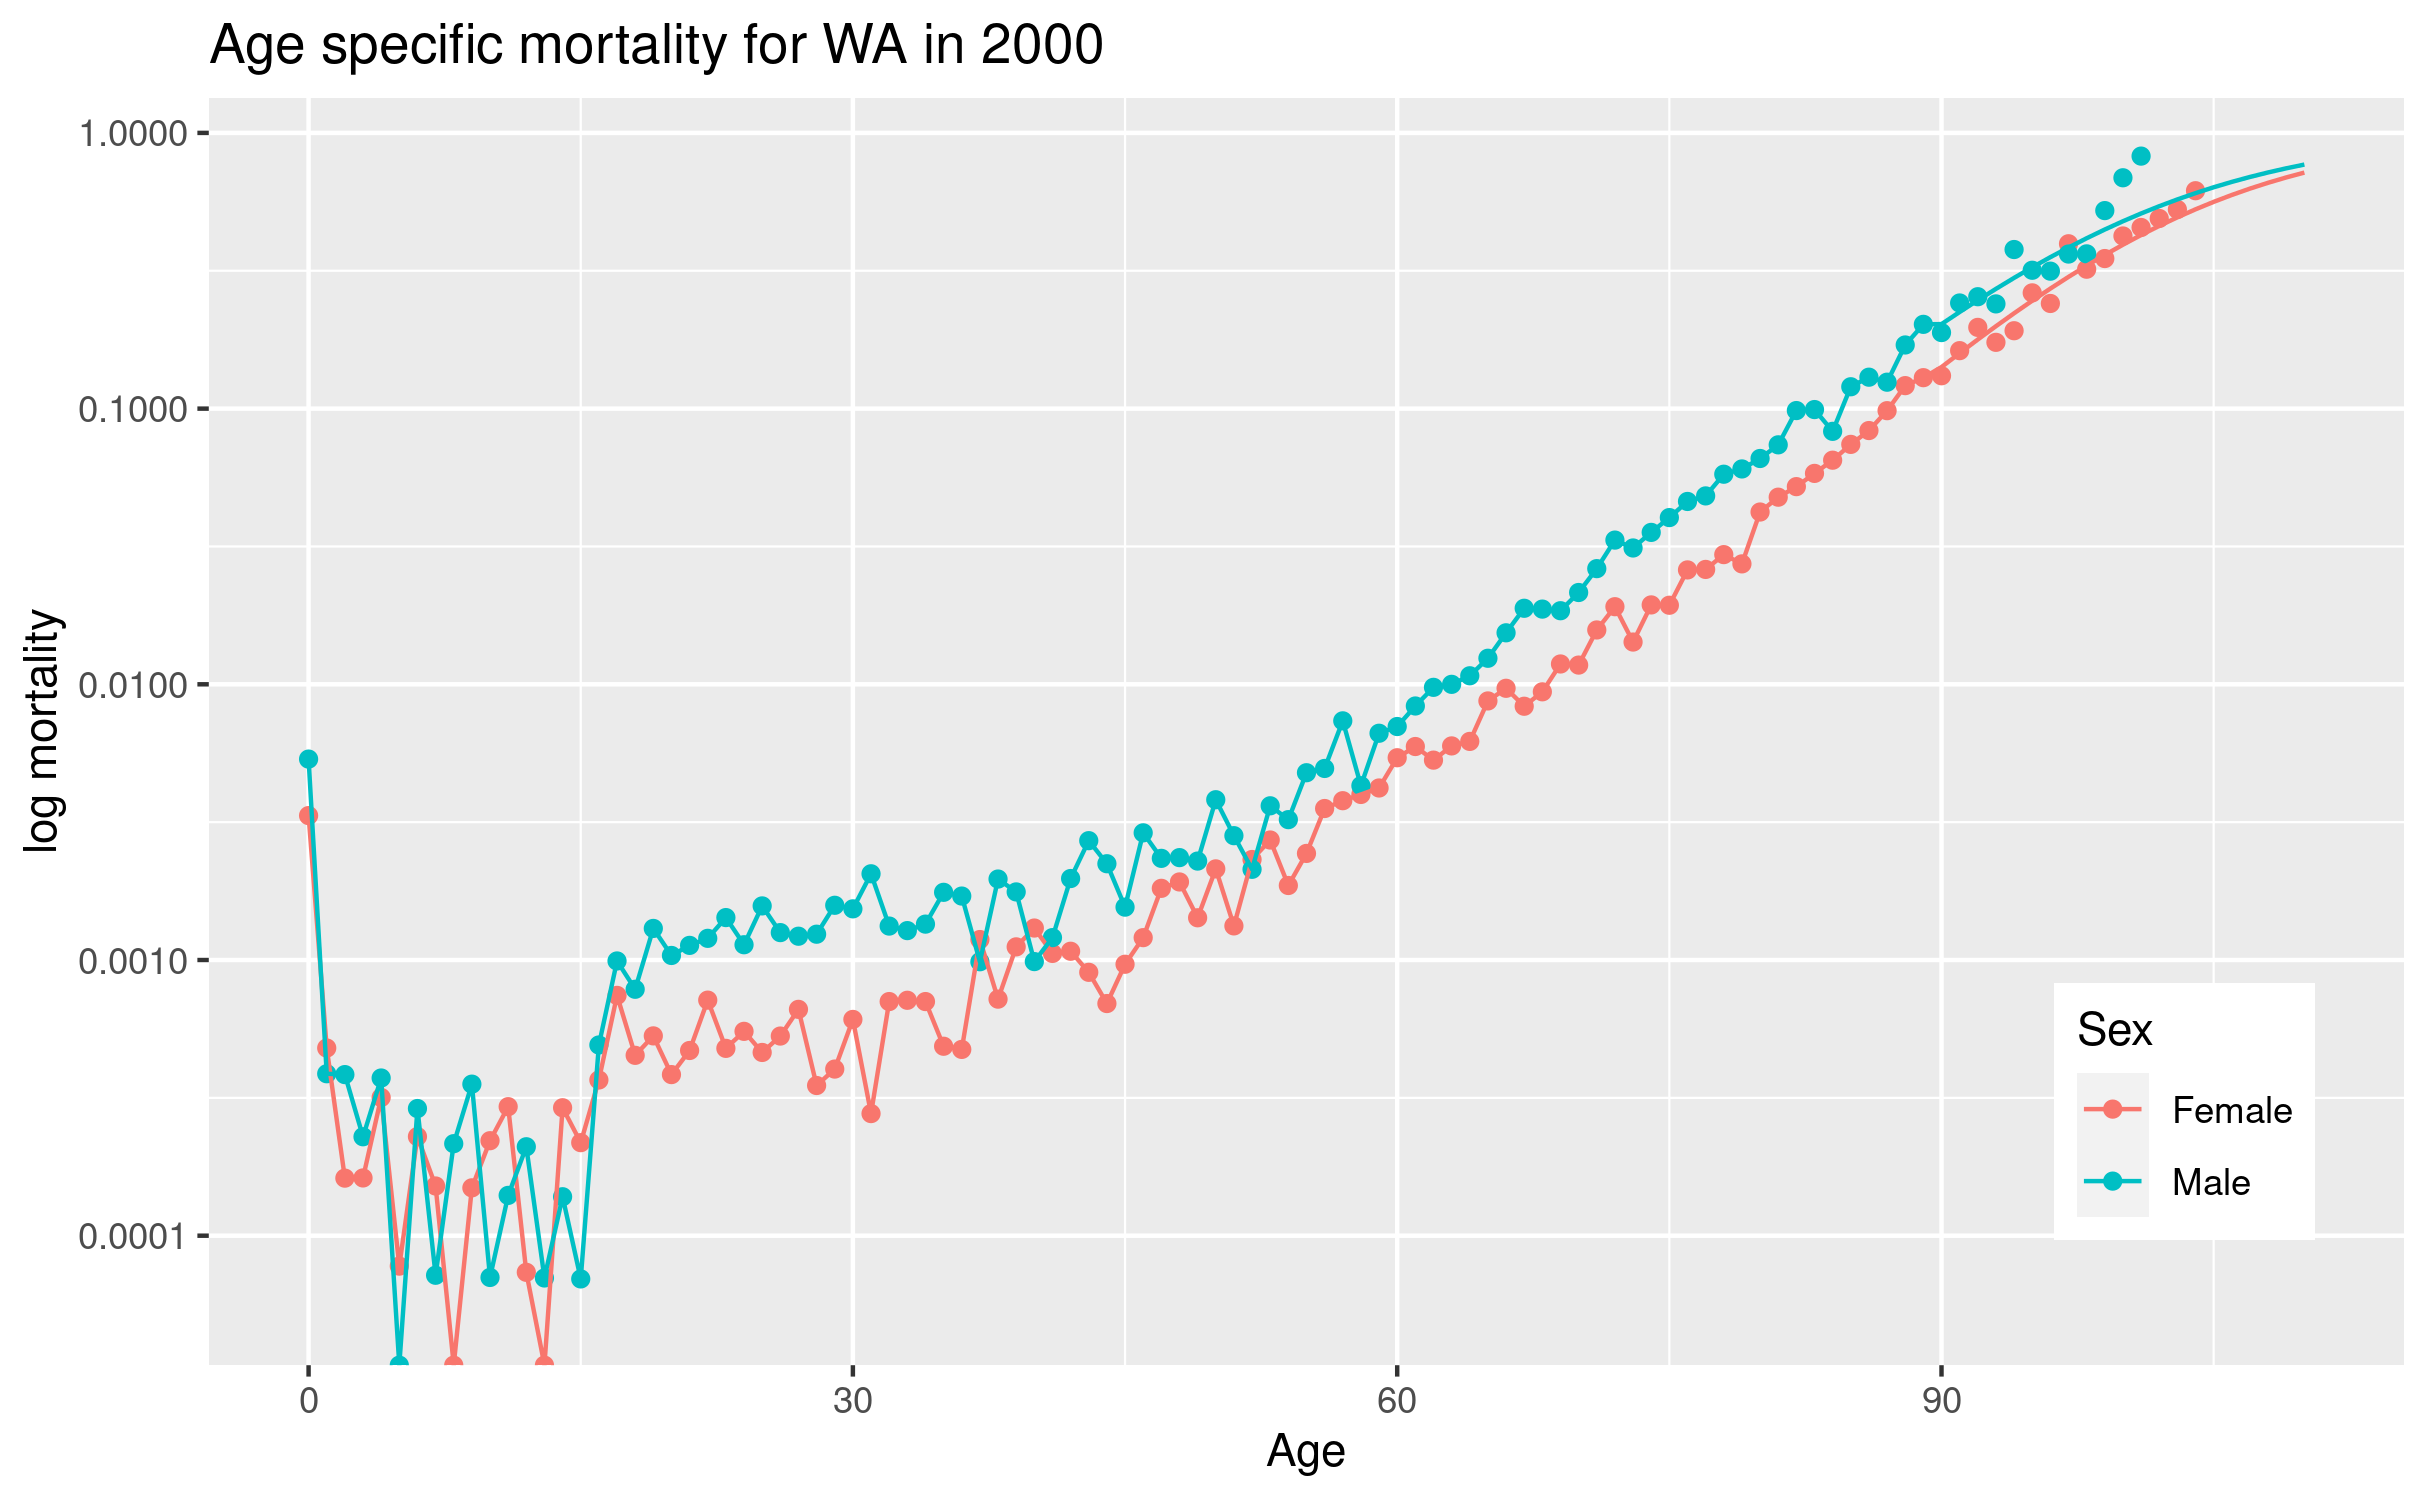 Age specific mortality for WA in 2000
1.0000
0.1000
0.0100
0.0010
0.0001
log mortality
0
30
60
90
Age
Sex
Female
Male